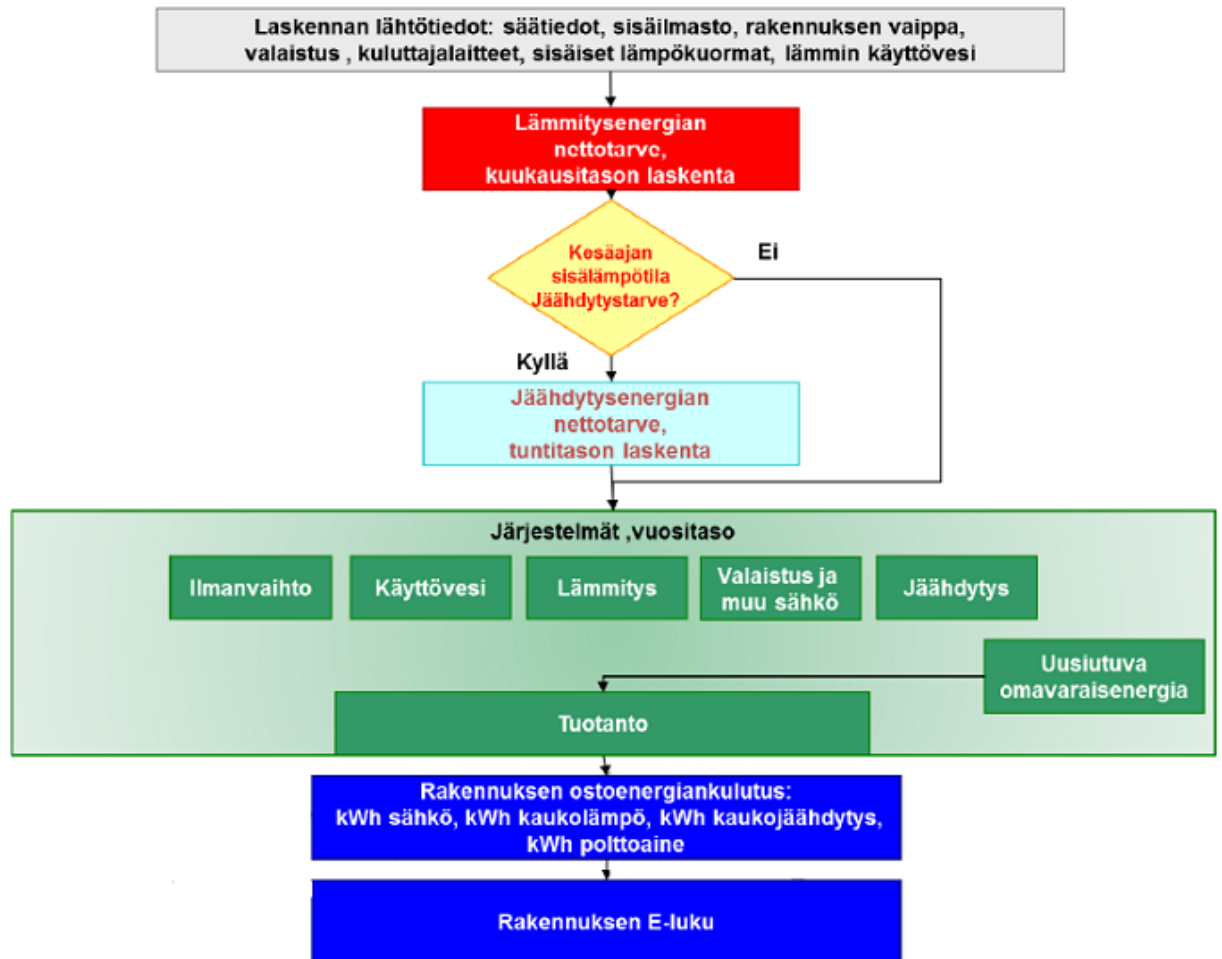 Laskennan lähtötiedot: säätiedot, sisäilmasto, rakennuksen vaippa,
valaistus , kuluttajalaitteet, sisäiset lämpökuormat, lämmin käyttövesi
Lämmitysenergian
nettotarve,
kuukausitason laskenta
Kesäajan
sisälämpötila
Jäähdytystarve?
Ei
Kyllä
Jäähdytysenergian
nettotarve,
tuntitason laskenta
Järjestelmät ,vuositaso
Ilmanvaihto
Käyttövesi
Lämmitys
Valaistus ja
muu sähkö
Jäähdytys
Uusiutuva
omavaraisenergia
Tuotanto
Rakennuksen ostoenergiankulutus:
kWh sähkö, kWh kaukolämpö, kWh kaukojäähdytys,
kWh polttoaine
Rakennuksen E-luku